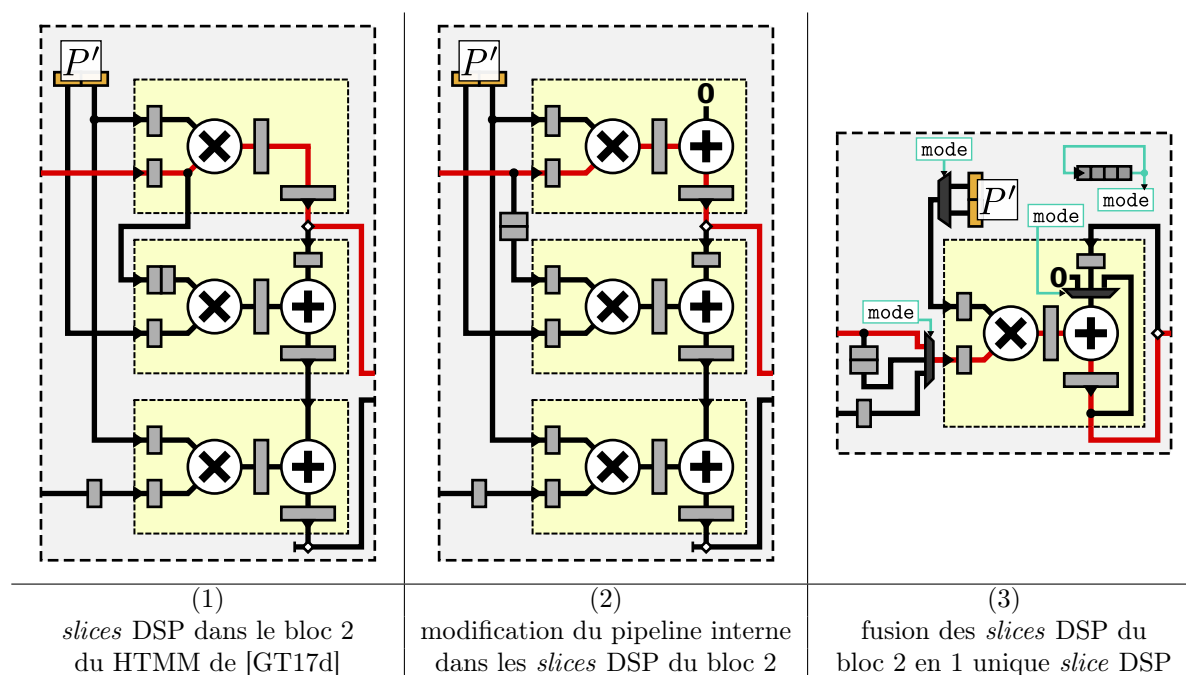 P′
P′
0
mode
P′
mode
mode
0
mode
(1)
slices DSP dans le bloc 2
du HTMM de [GT17d]
(2)
modification du pipeline interne
dans les slices DSP du bloc 2
(3)
fusion des slices DSP du
bloc 2 en 1 unique slice DSP